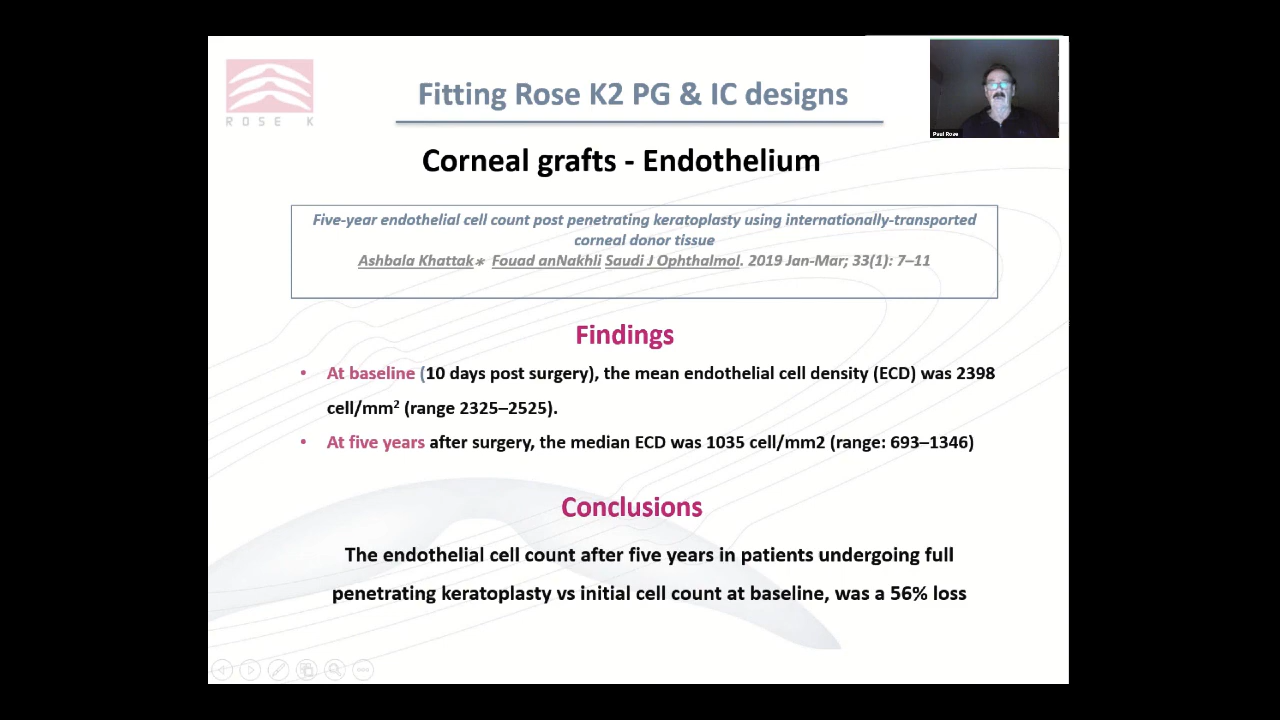 Fitting Rose K2 PG & IC designs
ROSE K
Paul Rose
Corneal grafts - Endothelium
Five-year endothelial cell count post penetrating keratoplasty using internationally-transported
corneal donor tissue
Ashbala Khattak* Fouad anNakhli Saudi J Ophthalmol. 2019 Jan-Mar; 33(1): 7–11
Findings
• At baseline (10 days post surgery), the mean endothelial cell density (ECD) was 2398
cell/mm² (range 2325–2525).
• At five years after surgery, the median ECD was 1035 cell/mm2 (range: 693–1346)
Conclusions
The endothelial cell count after five years in patients undergoing full
penetrating keratoplasty vs initial cell count at baseline, was a 56% loss